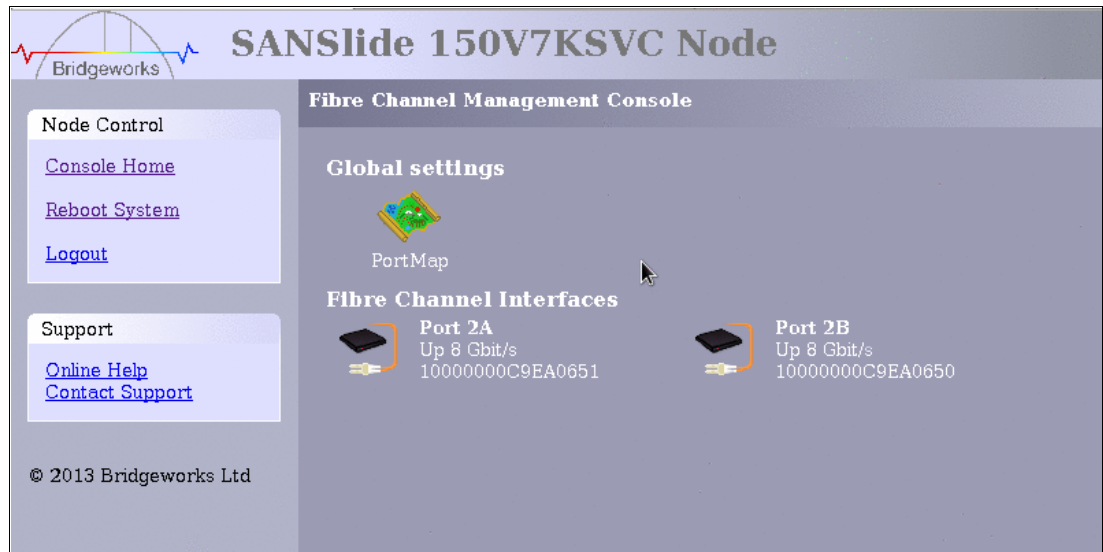 Bridgeworks
SANSlide 150V7KSVC Node
Node Control
Console Home
Reboot System
Logout
Support
Online Help
Contact Support
© 2013 Bridgeworks Ltd
Fibre Channel Management Console
Global settings
PortMap
Fibre Channel Interfaces
Port 2A
Up 8 Gbit/s
10000000C9EA0651
Port 2B
Up 8 Gbit/s
10000000C9EA0650